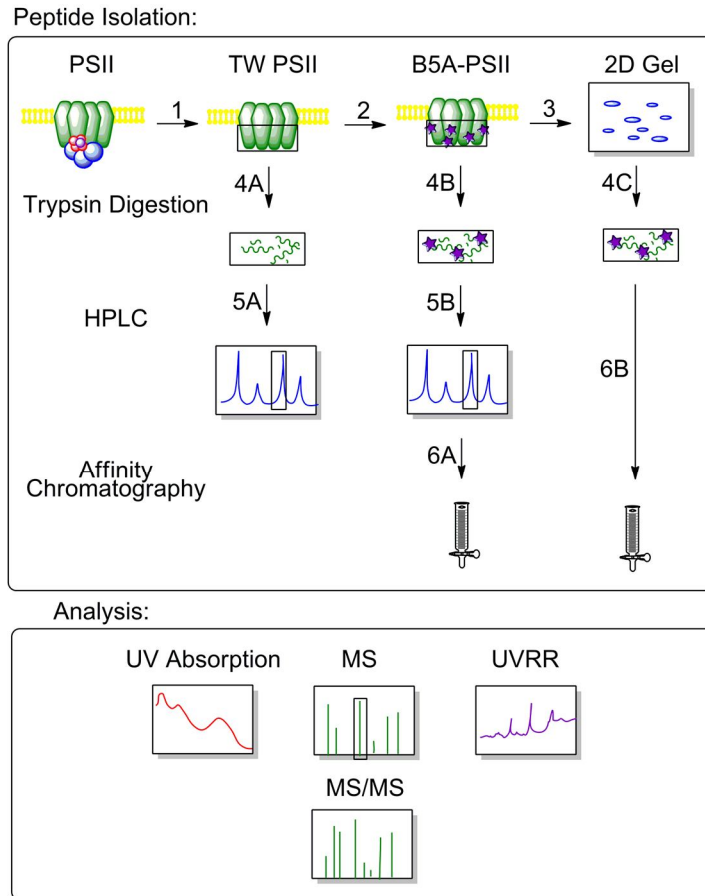 Peptide Isolation:
PSII
TW PSII
B5A-PSII
2D Gel
1
2
3
4A
4B
4C
Trypsin Digestion
5A
5B
HPLC
6B
6A
Affinity
Chromatography
Analysis:
UV Absorption
MS
UVRR
MS/MS